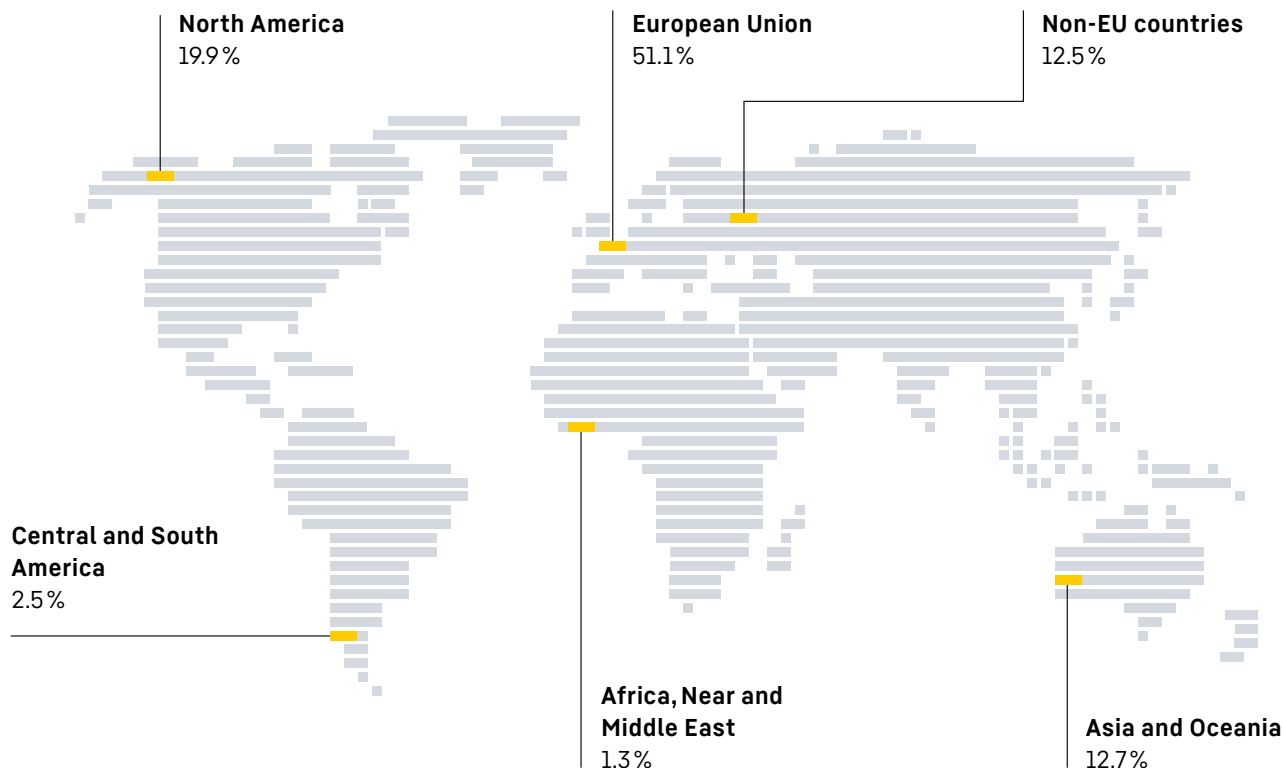 North America
19.9 %
European Union
51.1 %
Non-EU countries
12.5 %
Central and South
America
2.5 %
Africa, Near and
Middle East
1.3 %
Asia and Oceania
12.7 %